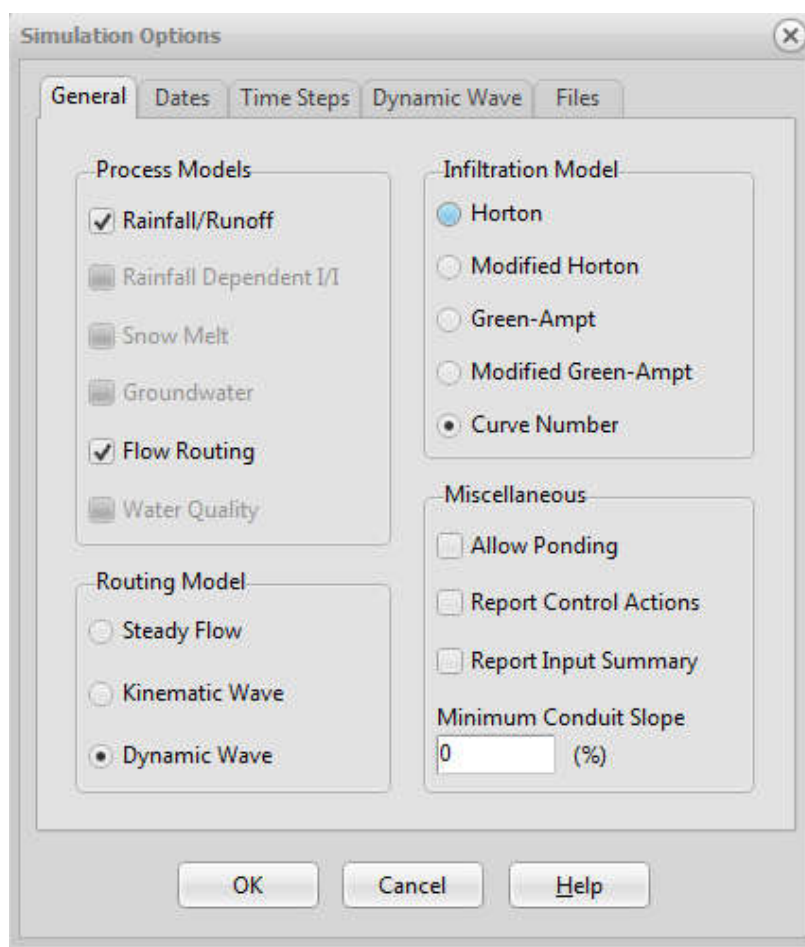 Simulation Options
General Dates Time Steps Dynamic Wave Files
Process Models
Rainfall/Runoff
Rainfall Dependent I/I
Snow Melt
Groundwater
Flow Routing
Water Quality
Routing Model
Steady Flow
Kinematic Wave
Dynamic Wave
Infiltration Model
Horton
Modified Horton
Green-Ampt
Modified Green-Ampt
Curve Number
Miscellaneous
Allow Ponding
Report Control Actions
Report Input Summary
Minimum Conduit Slope
0 (%)
OK Cancel Help